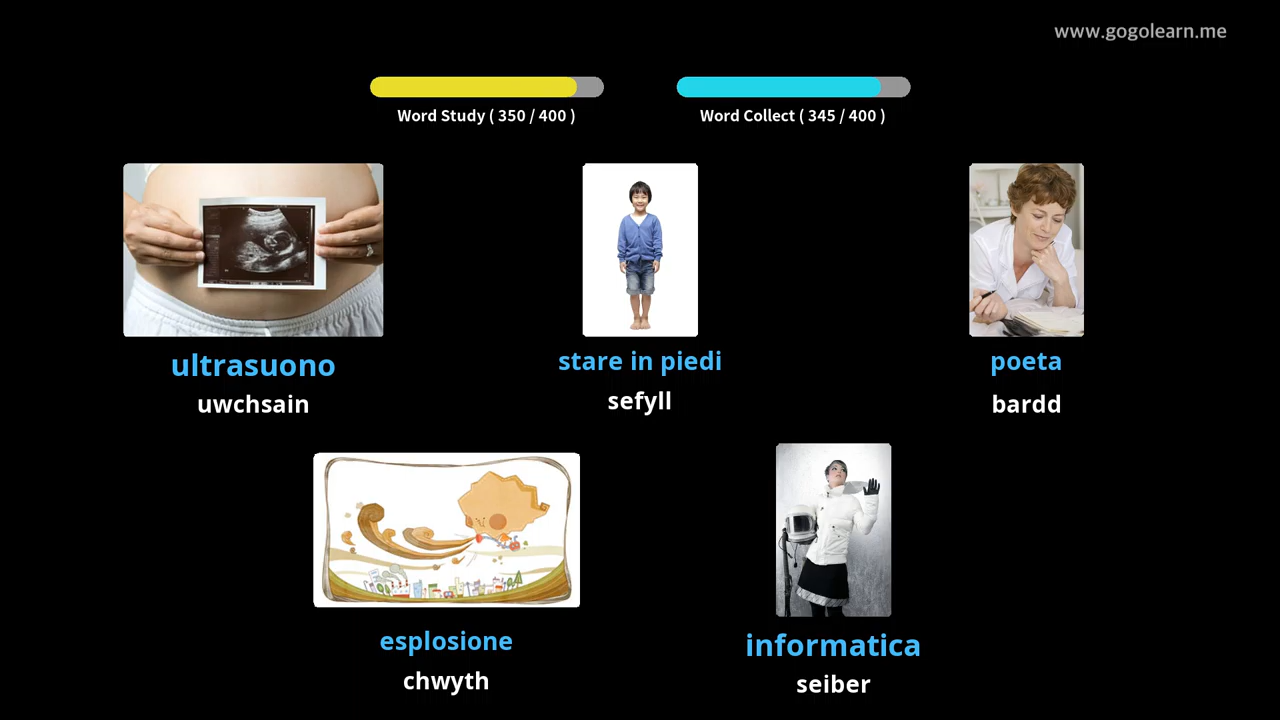 www.gogolearn.me
Word Study ( 350 / 400 )
Word Collect ( 345 / 400 )
ultrasuono
uwchsain
stare in piedi
sefyll
poeta
bardd
esplosione
chwyth
informatica
seiber